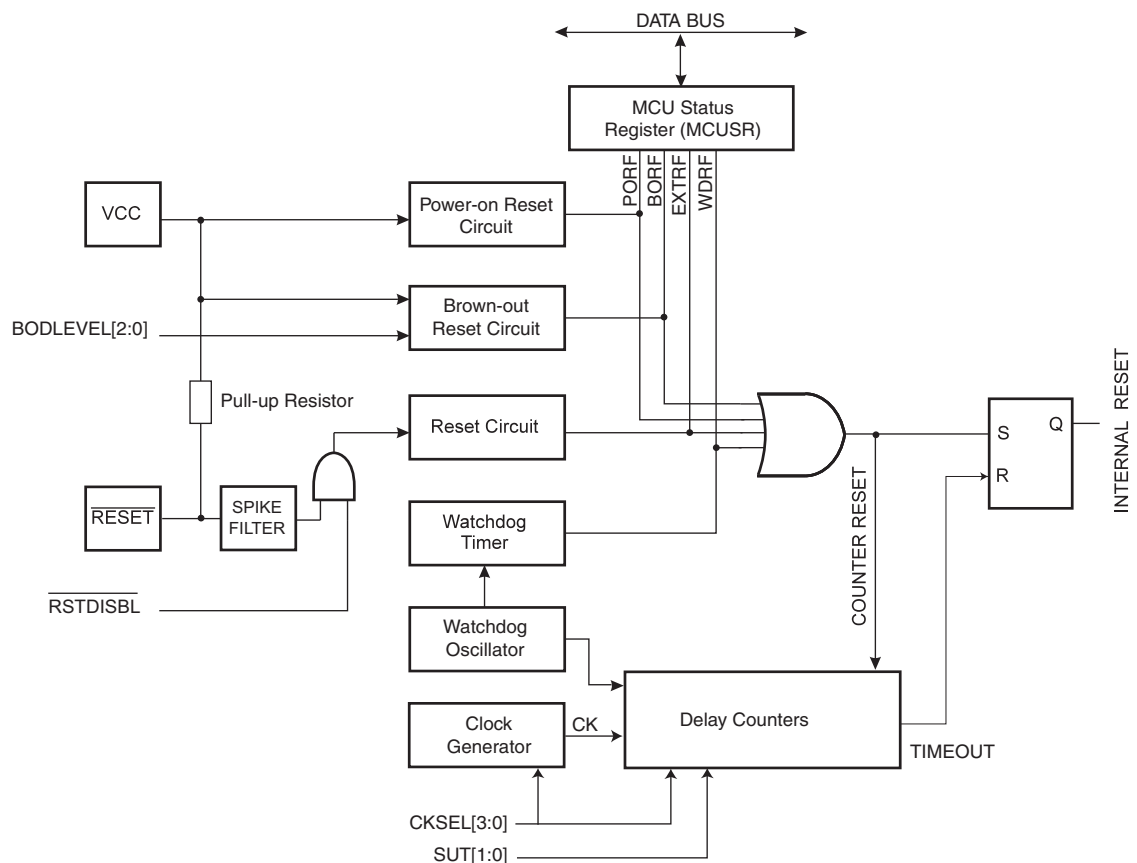 DATA BUS
MCU Status
Register (MCUSR)
PORF
BORF
EXTRF
WDRF
VCC
Power-on Reset
Circuit
BODLEVEL[2:0]
Brown-out
Reset Circuit
Pull-up Resistor
Reset Circuit
S
Q
R
INTERNAL RESET
RESET
SPIKE
FILTER
Watchdog
Timer
COUNTER RESET
RSTDISBL
Watchdog
Oscillator
Clock
Generator
CK
Delay Counters
TIMEOUT
CKSEL[3:0]
SUT[1:0]